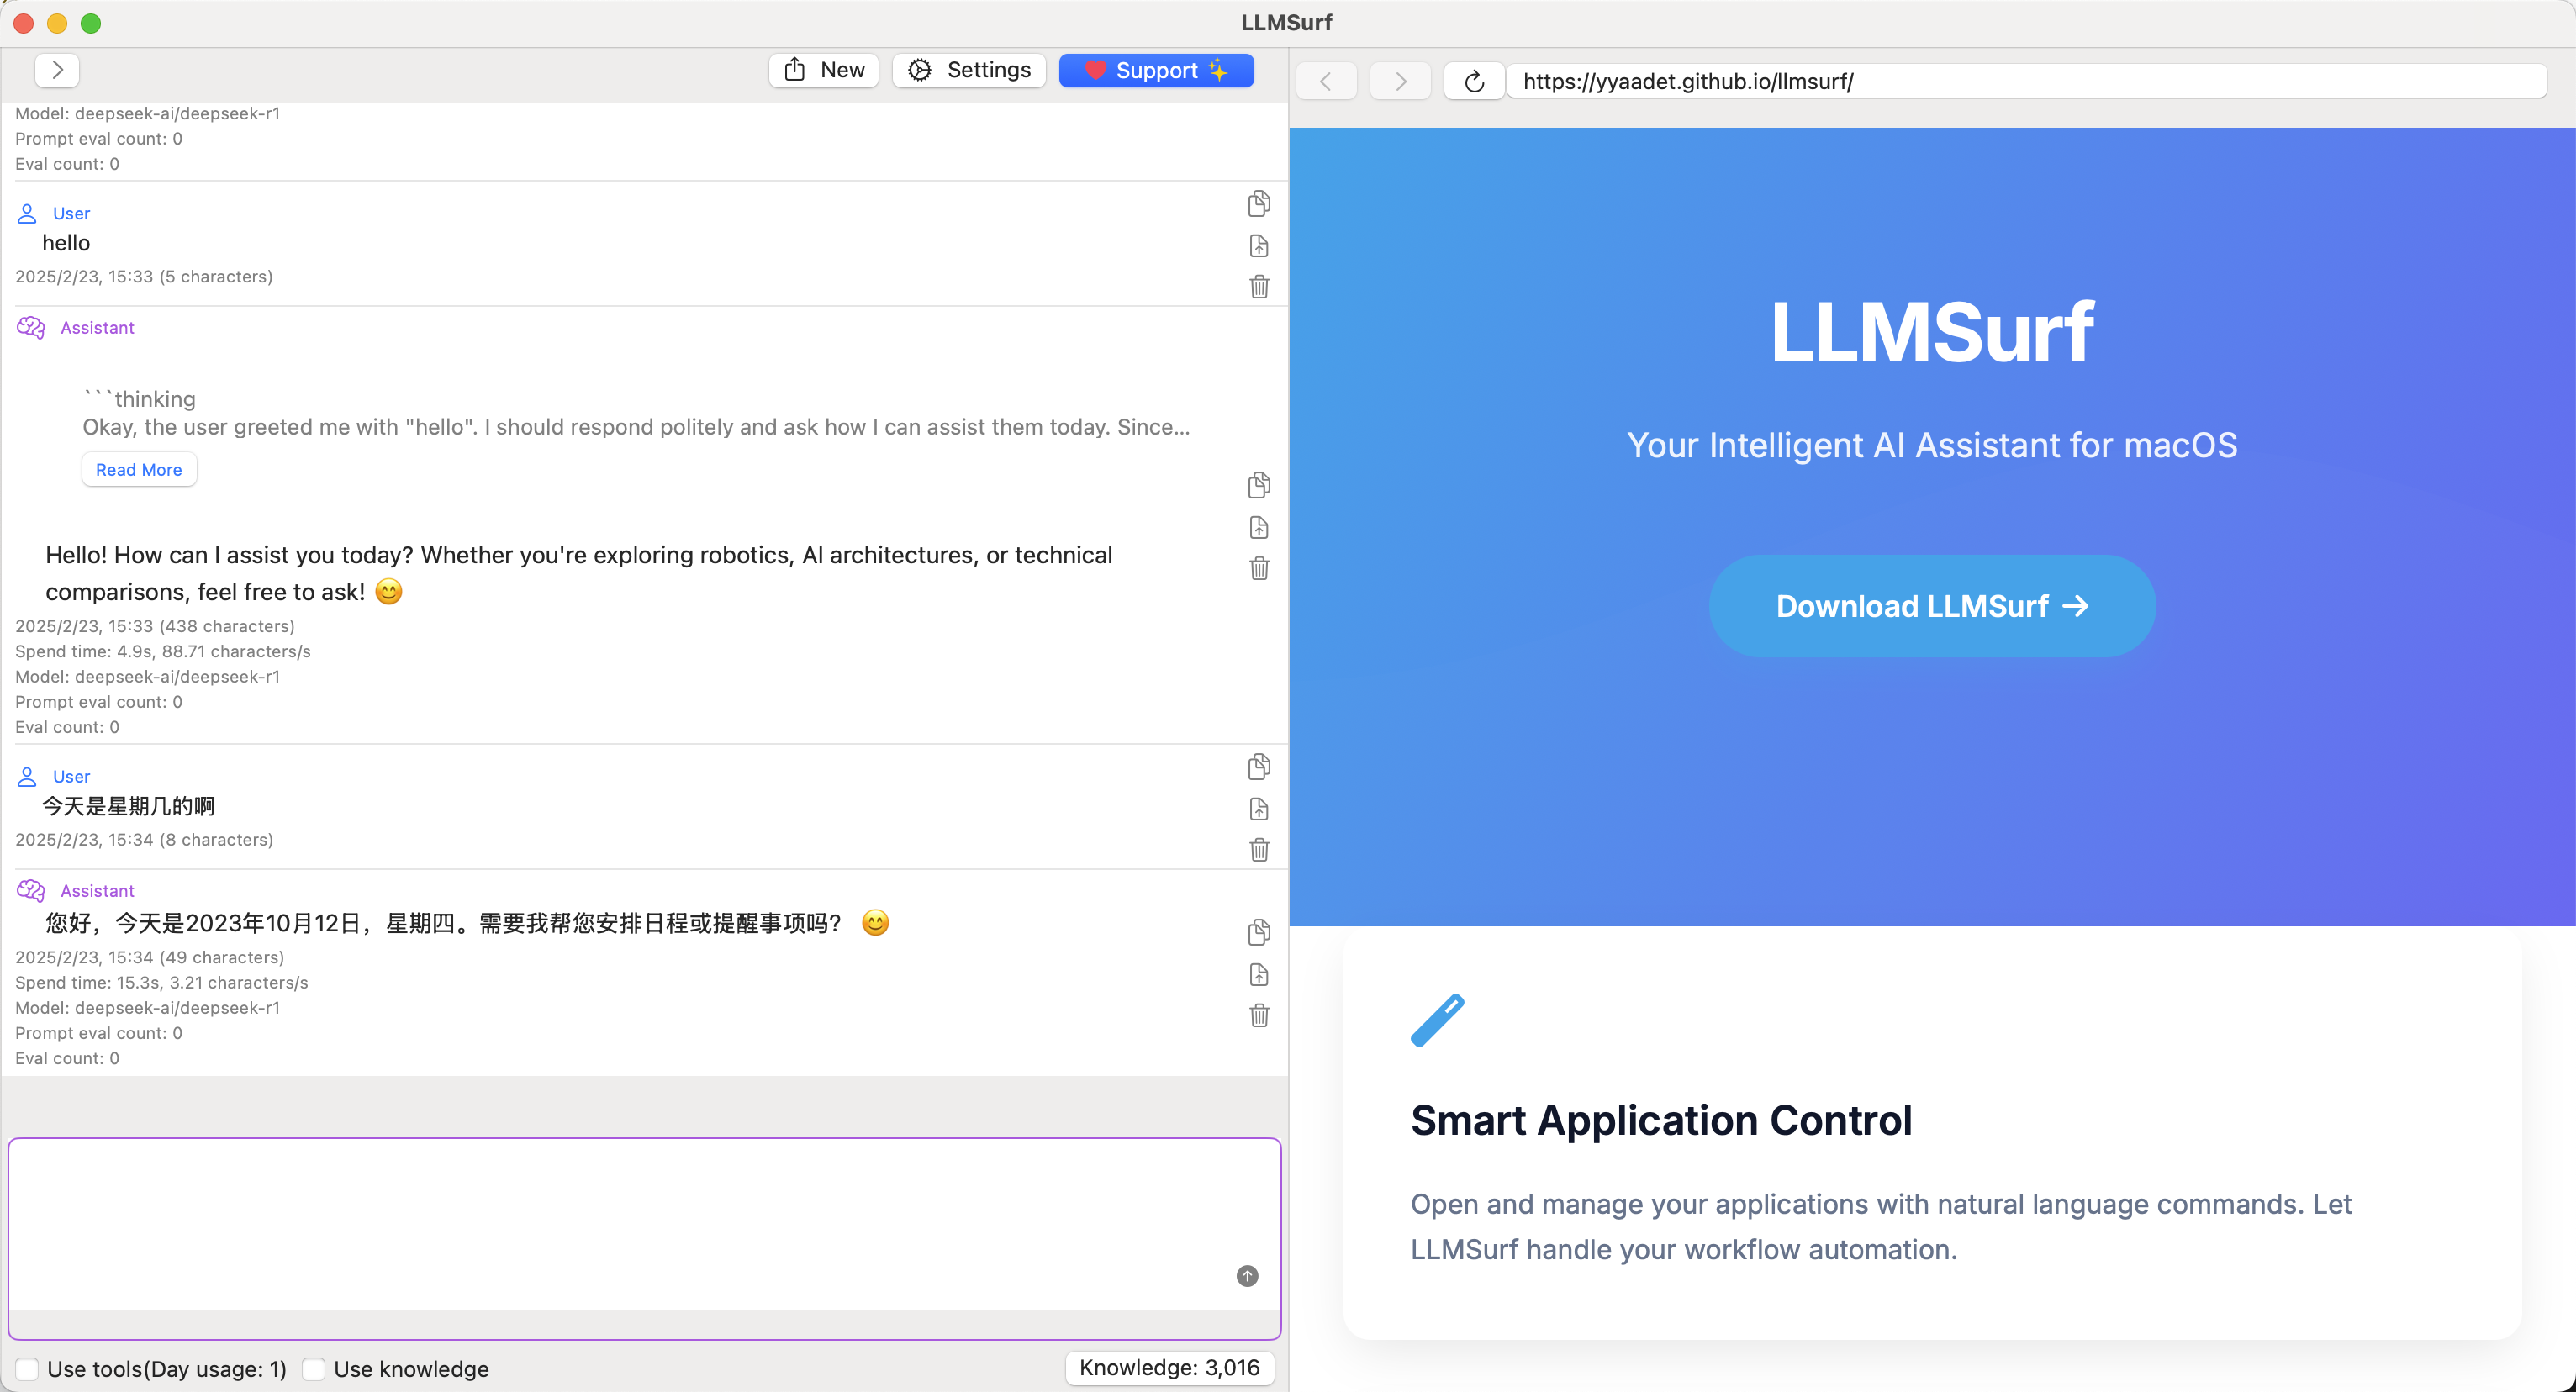 LLMSurf
New
Settings
❤️ Support ✨
Model: deepseek-ai/deepseek-r1
Prompt eval count: 0
Eval count: 0
User
hello
2025/2/23, 15:33 (5 characters)
Assistant
```thinking
Okay, the user greeted me with "hello". I should respond politely and ask how I can assist them today. Since...
Read More
Hello! How can I assist you today? Whether you're exploring robotics, AI architectures, or technical
comparisons, feel free to ask! 😊
2025/2/23, 15:33 (438 characters)
Spend time: 4.9s, 88.71 characters/s
Model: deepseek-ai/deepseek-r1
Prompt eval count: 0
Eval count: 0
User
今天是星期几的啊
2025/2/23, 15:34 (8 characters)
Assistant
您好，今天是2023年10月12日，星期四。需要我帮您安排日程或提醒事项吗？ 😊
2025/2/23, 15:34 (49 characters)
Spend time: 15.3s, 3.21 characters/s
Model: deepseek-ai/deepseek-r1
Prompt eval count: 0
Eval count: 0
Use tools(Day usage: 1)
Use knowledge
Knowledge: 3,016
https://yyaadet.github.io/llmsurf/
LLMSurf
Your Intelligent AI Assistant for macOS
Download LLMSurf →
Smart Application Control
Open and manage your applications with natural language commands. Let
LLMSurf handle your workflow automation.